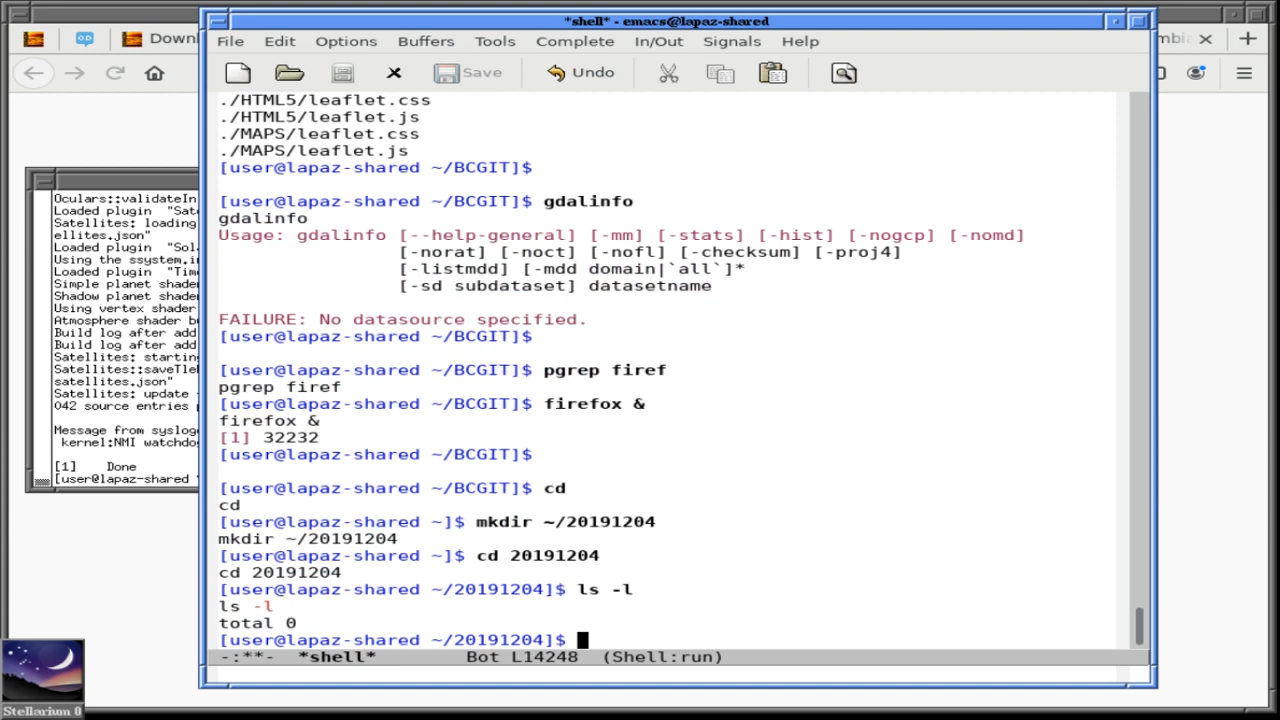 *shell* - emacs@lapaz-shared
File Edit Options Buffers Tools Complete In/Out Signals Help
Save Undo
./HTML5/leaflet.css
./HTML5/leaflet.js
./MAPS/leaflet.css
./MAPS/leaflet.js
[user@lapaz-shared ~/BCGIT]$
[user@lapaz-shared ~/BCGIT]$ gdalinfo
gdalinfo
Usage: gdalinfo [--help-general] [-mm] [-stats] [-hist] [-nogcp] [-nomd]
[-norat] [-noct] [-nofl] [-checksum] [-proj4]
[-listmdd] [-mdd domain|`all`]*
[-sd subdataset] datasetname
FAILURE: No datasource specified.
[user@lapaz-shared ~/BCGIT]$
[user@lapaz-shared ~/BCGIT]$ pgrep firef
pgrep firef
[user@lapaz-shared ~/BCGIT]$ firefox &
firefox &
[1] 32232
[user@lapaz-shared ~/BCGIT]$
[user@lapaz-shared ~/BCGIT]$ cd
cd
[user@lapaz-shared ~]$ mkdir ~/20191204
mkdir ~/20191204
[user@lapaz-shared ~]$ cd 20191204
cd 20191204
[user@lapaz-shared ~/20191204]$ ls -l
ls -l
total 0
[user@lapaz-shared ~/20191204]$
-:**- *shell* Bot L14248 (Shell:run)
Downl
Oculars::validateIn
Loaded plugin "Sate
Satellites: loading
ellites.json"
Loaded plugin "Sol
Using the ssystem.in
Loaded plugin "Time
Simple planet shade
Shadow planet shade
Using vertex shader
Atmosphere shader bu
Build log after add
Build log after add
Satellites: starting
Satellites::saveTle
satellites.json"
Satellites: update
042 source entries
Message from syslog
kernel:NMI watchdog
[1] Done
[user@lapaz-shared
Stellarium 0